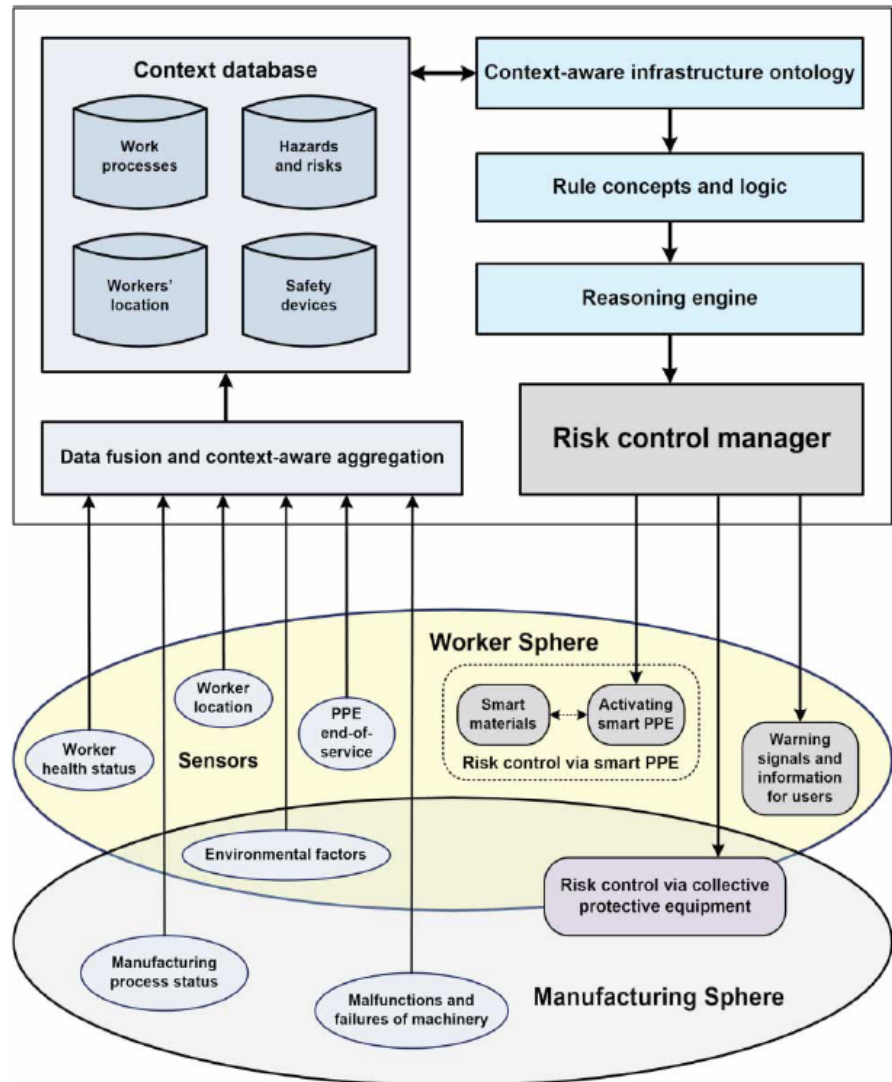 Context database
Work
processes
Hazards
and risks
Workers'
location
Safety
devices
Context-aware infrastructure ontology
Rule concepts and logic
Reasoning engine
Risk control manager
Data fusion and context-aware aggregation
Worker Sphere
Worker
location
PPE
end-of-
service
Smart
materials
Activating
smart PPE
Risk control via smart PPE
Worker
health status
Sensors
Warning
signals and
information
for users
Environmental factors
Risk control via collective
protective equipment
Manufacturing
process status
Malfunctions and
failures of machinery
Manufacturing Sphere